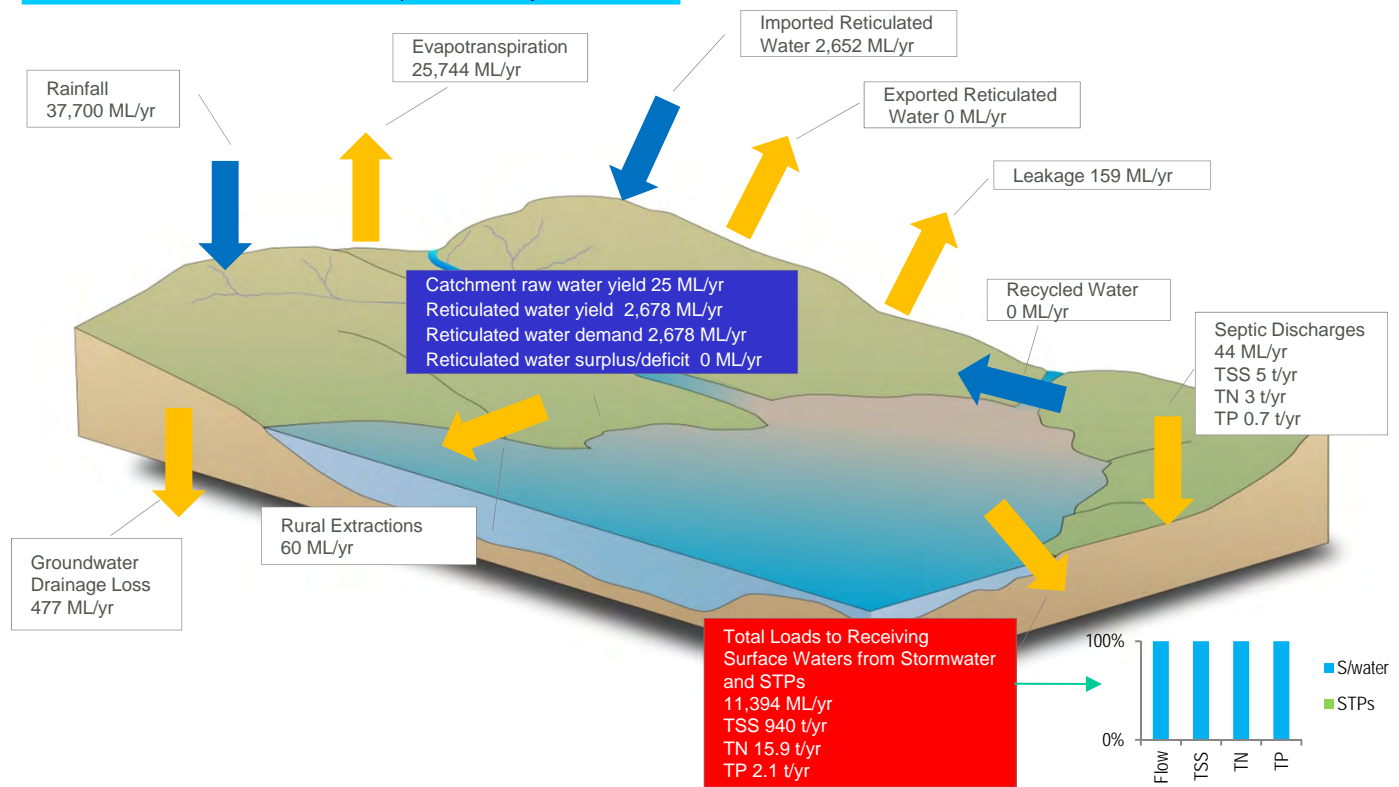 Imported Reticulated
Water 2,652 ML/yr
Evapotranspiration
25,744 ML/yr
Rainfall
37,700 ML/yr
Exported Reticulated
Water 0 ML/yr
Leakage 159 ML/yr
Catchment raw water yield 25 ML/yr
Reticulated water yield 2,678 ML/yr
Reticulated water demand 2,678 ML/yr
Reticulated water surplus/deficit 0 ML/yr
Recycled Water
0 ML/yr
Septic Discharges
44 ML/yr
TSS 5 t/yr
TN 3 t/yr
TP 0.7 t/yr
Rural Extractions
60 ML/yr
Groundwater
Drainage Loss
477 ML/yr
Total Loads to Receiving
Surface Waters from Stormwater
and STPs
11,394 ML/yr
TSS 940 t/yr
TN 15.9 t/yr
TP 2.1 t/yr
100%
0%
Flow
TSS
TN
TP
S/water
STPs